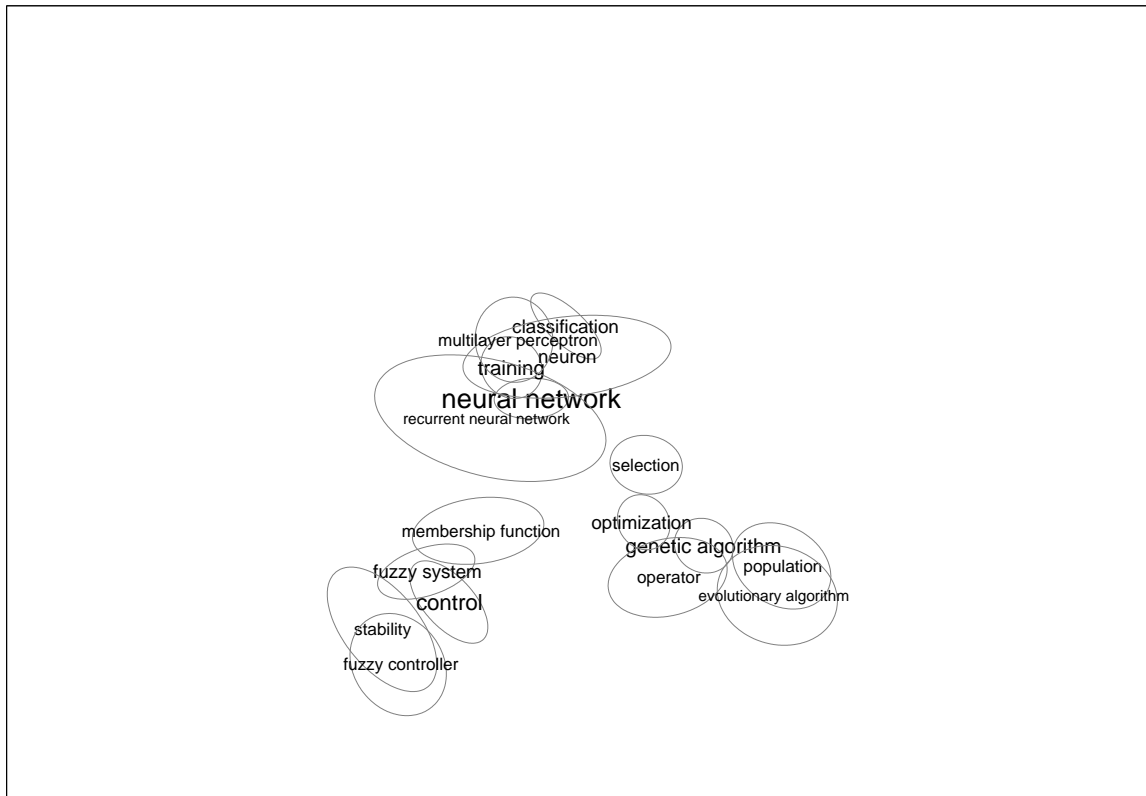 classification
multilayer perceptron
neuron
training
neural network
recurrent neural network
selection
optimization
membership function
genetic algorithm
population
fuzzy system
operator
evolutionary algorithm
control
stability
fuzzy controller